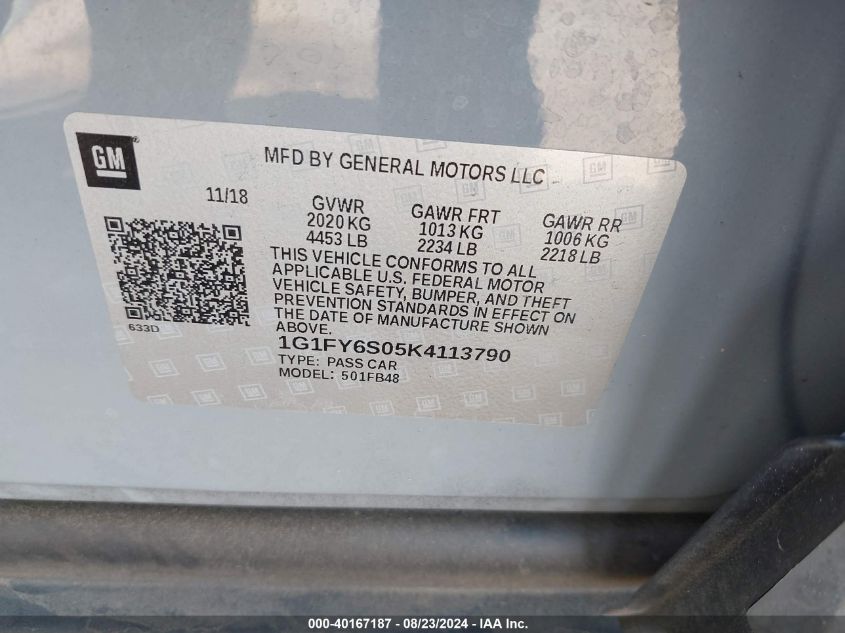 GM
MFD BY GENERAL MOTORS LLC
11/18
GVWR
2020 KG
4453 LB
GAWR FRT
1013 KG
2234 LB
GAWR RR
1006 KG
2218 LB
THIS VEHICLE CONFORMS TO ALL
APPLICABLE U.S. FEDERAL MOTOR
VEHICLE SAFETY, BUMPER, AND THEFT
PREVENTION STANDARDS IN EFFECT ON
THE DATE OF MANUFACTURE SHOWN
ABOVE.
633D
1G1FY6S05K4113790
TYPE: PASS CAR
MODEL: 501FB48
000-40167187 - 08/23/2024 - IAA Inc.